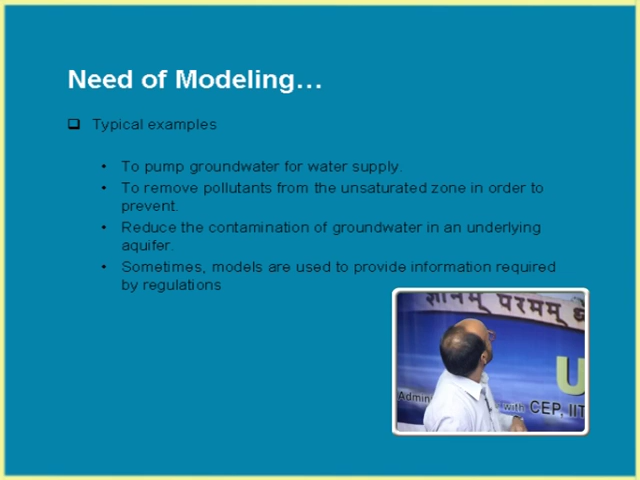 Need of Modeling…
Typical examples
• To pump groundwater for water supply.
• To remove pollutants from the unsaturated zone in order to
prevent.
• Reduce the contamination of groundwater in an underlying
aquifer.
• Sometimes, models are used to provide information required
by regulations
ज्ञानम् परमम्
U
with CEP, IIT